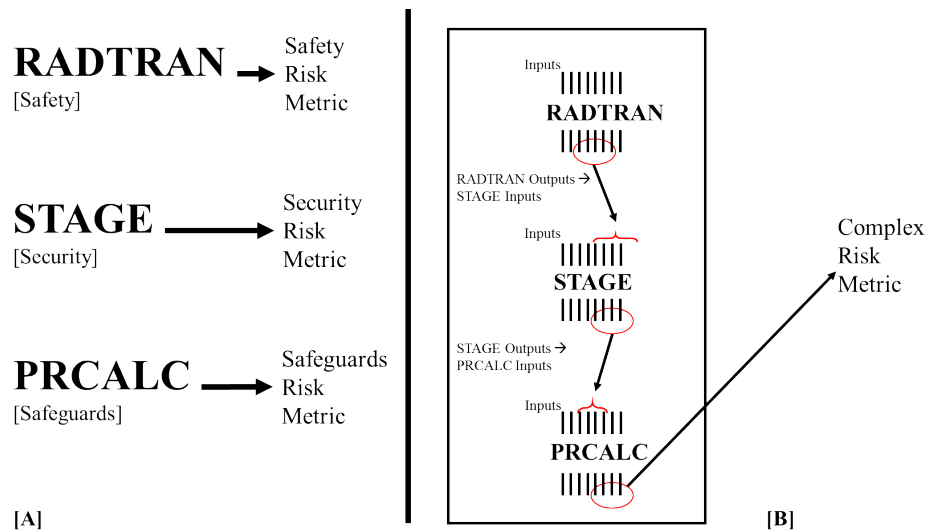 RADTRAN
[Safety]
Safety
Risk
Metric
STAGE
[Security]
Security
Risk
Metric
PRCALC
[Safeguards]
Safeguards
Risk
Metric
[A]
Inputs
RADTRAN
RADTRAN Outputs →
STAGE Inputs
Inputs
STAGE
STAGE Outputs →
PRCALC Inputs
Inputs
PRCALC
Complex
Risk
Metric
[B]